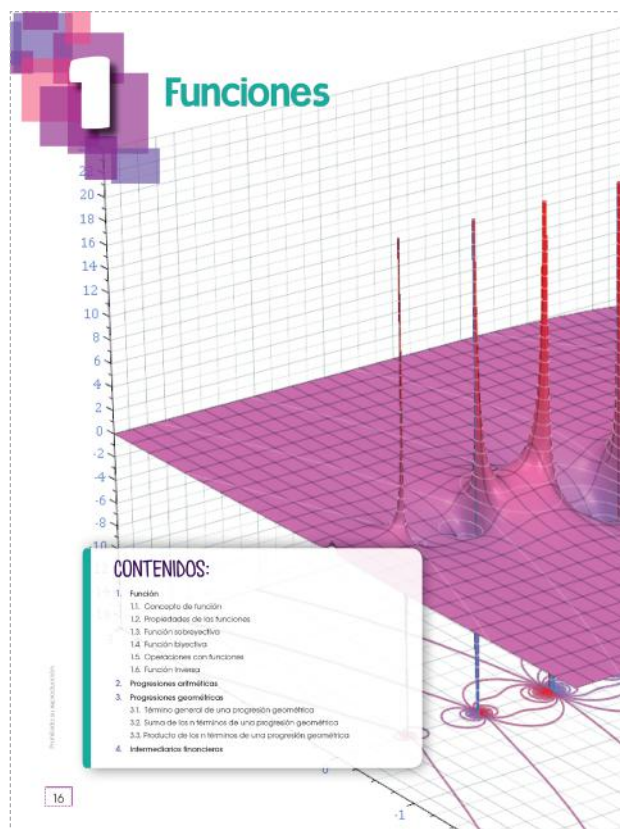 1
Funciones
20
18
16
14
12
10
8
6
4
2
0
-2
-4
-6
-8
10
CONTENIDOS:
1. Función
1.1. Concepto de función
1.2. Propiedades de las funciones
1.3. Función sobreyectiva
1.4. Función biyectiva
1.5. Operaciones con funciones
1.6. Función inversa
2. Progresiones aritméticas
3. Progresiones geométricas
3.1. Término general de una progresión geométrica
3.2. Suma de los n términos de una progresión geométrica
3.3. Producto de los n términos de una progresión geométrica
4. Intermediarios financieros
Prohibida su reproducción
16
0
-1